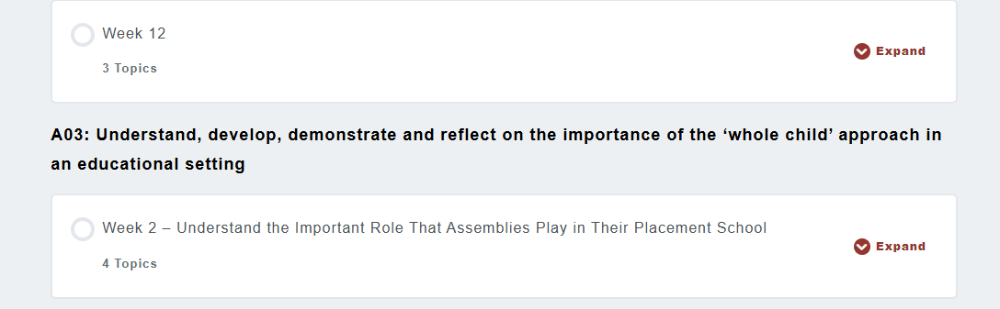 Week 12
Expand
3 Topics
A03: Understand, develop, demonstrate and reflect on the importance of the ‘whole child’ approach in
an educational setting
Week 2 – Understand the Important Role That Assemblies Play in Their Placement School
Expand
4 Topics